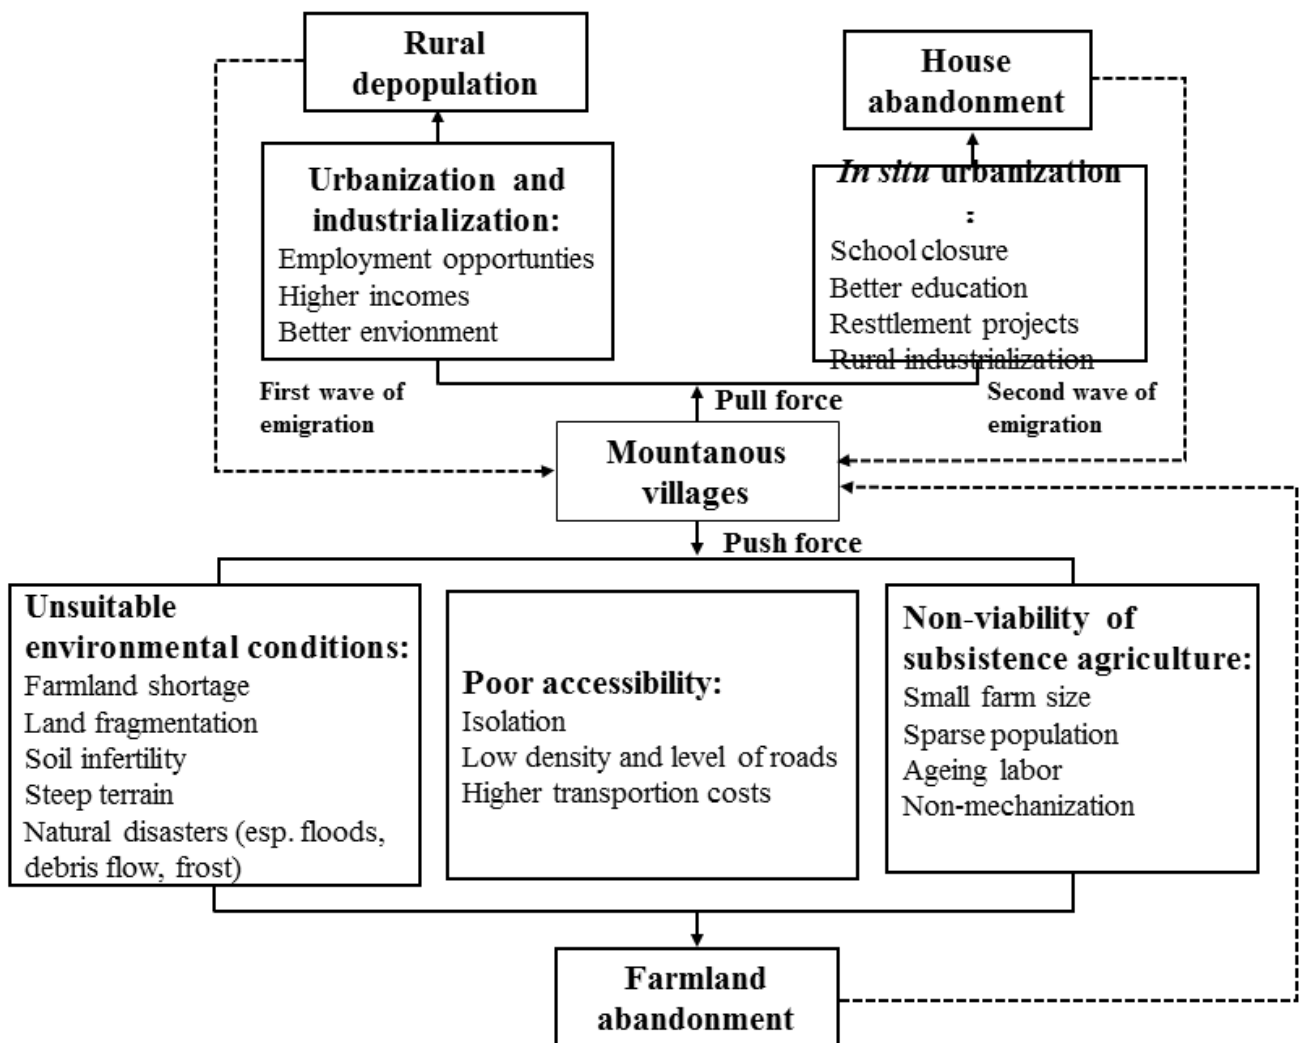 Rural
depopulation
House
abandonment
Urbanization and
industrialization:
Employment opportunties
Higher incomes
Better envionment
In situ urbanization
:
School closure
Better education
Resttlement projects
Rural industrialization
First wave of
emigration
Pull force
Second wave of
emigration
Mountanous
villages
Push force
Unsuitable
environmental conditions:
Farmland shortage
Land fragmentation
Soil infertility
Steep terrain
Natural disasters (esp. floods,
debris flow, frost)
Poor accessibility:
Isolation
Low density and level of roads
Higher transportion costs
Non-viability of
subsistence agriculture:
Small farm size
Sparse population
Ageing labor
Non-mechanization
Farmland
abandonment